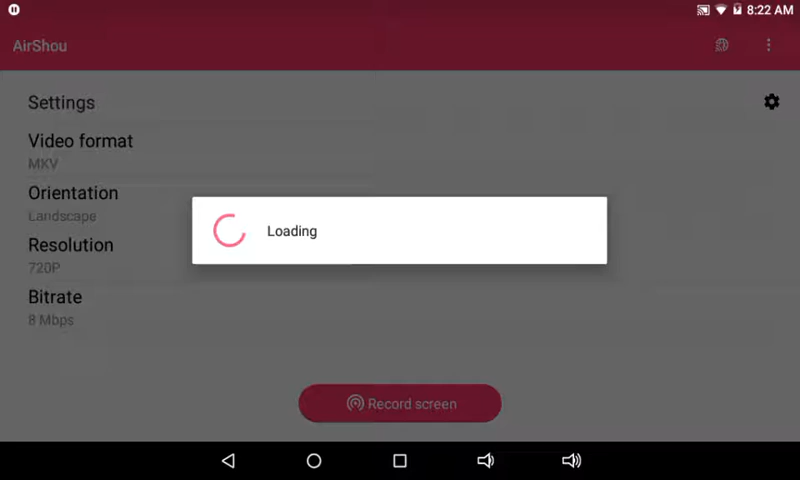 8:22 AM
AirShou
Settings
Video format
MKV
Orientation
Landscape
Loading
Resolution
720P
Bitrate
8 Mbps
Record screen